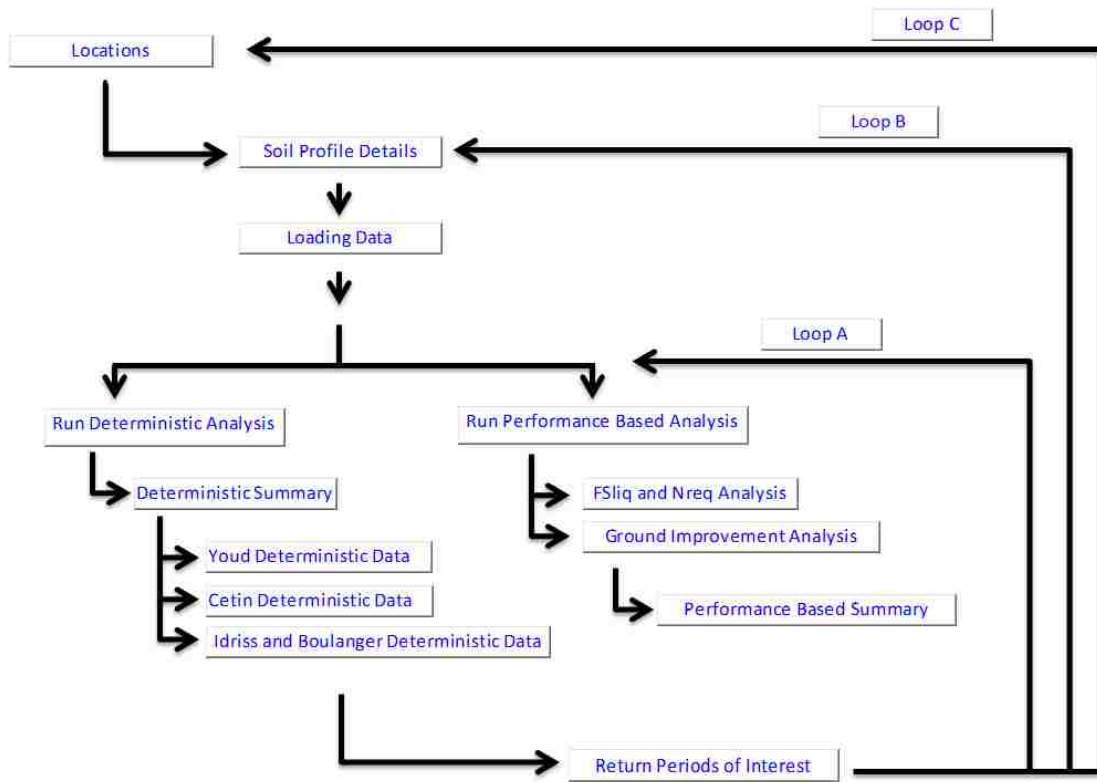 Loop C
Locations
Loop B
Soil Profile Details
Loading Data
Loop A
Run Deterministic Analysis
Run Performance Based Analysis
Deterministic Summary
FSliq and Nreq Analysis
Ground Improvement Analysis
Youd Deterministic Data
Cetin Deterministic Data
Performance Based Summary
Idriss and Boulanger Deterministic Data
Return Periods of Interest